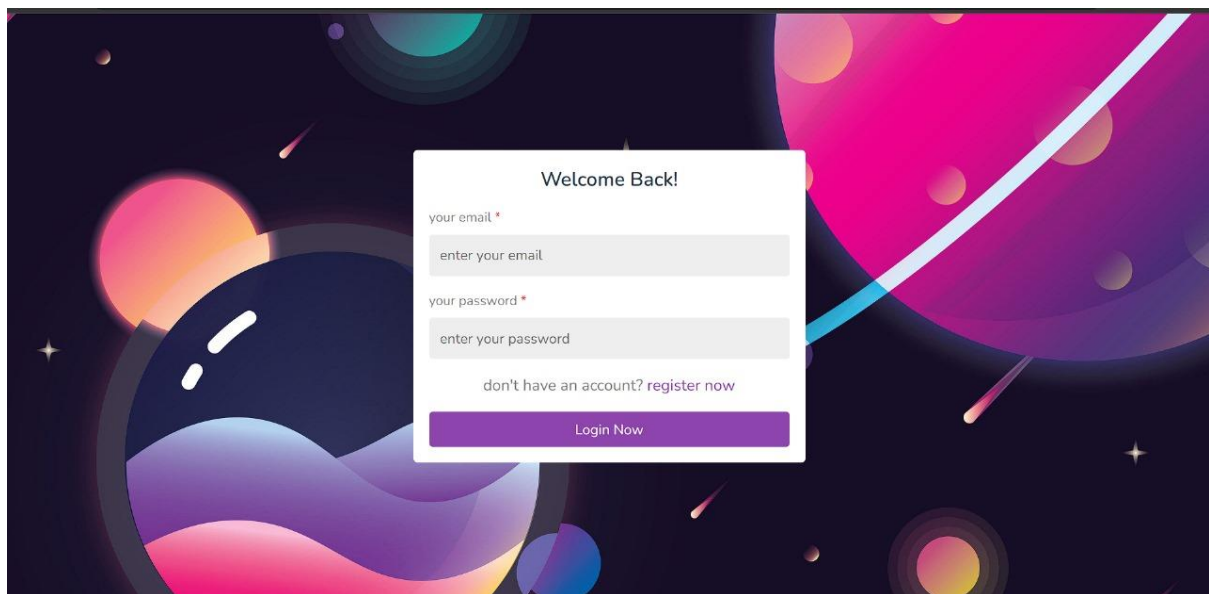 Welcome Back!
your email *
enter your email
your password *
enter your password
don't have an account? register now
Login Now